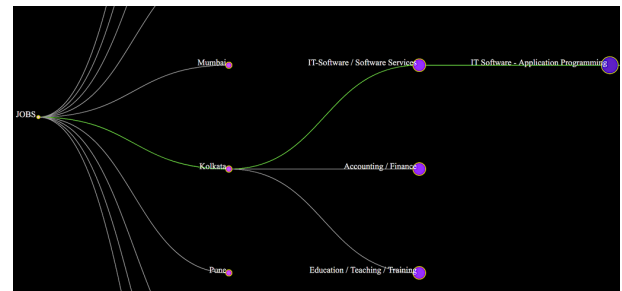 Mumbai
IT-Software / Software Services
IT Software - Application Programming
JOBS
Kolkata
Accounting / Finance
Pune
Education / Teaching / Training